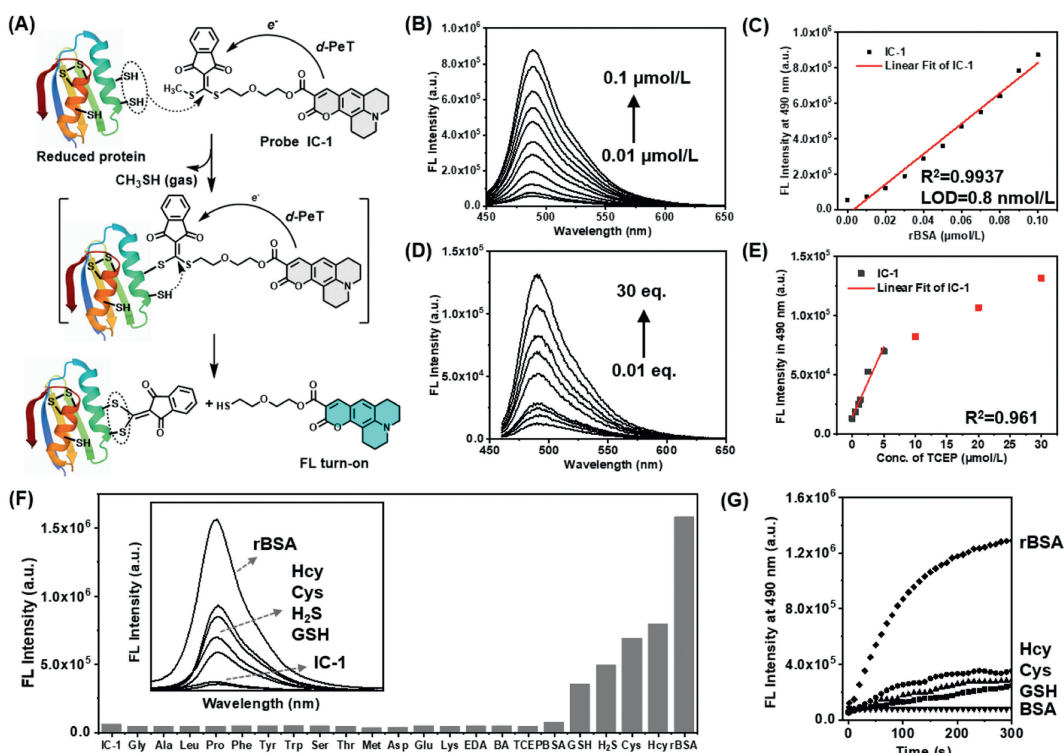 (A)
e⁻
d-PeT
O
O
SH
SH
S
S
SH
H₃C
S
S
O
O
O
O
O
N
Reduced protein
Probe IC-1
CH₃SH (gas)
e⁻
d-PeT
O
O
S
S
S
S
SH
SH
O
O
O
O
O
N
S
S
S
S
SH
O
O
+
HS
O
O
O
O
O
N
FL turn-on
(B)
FL Intensity (a.u.)
1.0x10⁶
8.0x10⁵
6.0x10⁵
4.0x10⁵
2.0x10⁵
0.0
0.1 μmol/L
0.01 μmol/L
450 500 550 600 650 700
Wavelength (nm)
(C)
FL Intensity at 490 nm (a.u.)
1.0x10⁶
8.0x10⁵
6.0x10⁵
4.0x10⁵
2.0x10⁵
0.0
IC-1
Linear Fit of IC-1
R²=0.9937
LOD=0.8 nmol/L
0.00 0.02 0.04 0.06 0.08 0.10
rBSA (μmol/L)
(D)
FL Intensity (a.u.)
1.5x10⁵
1.0x10⁵
5.0x10⁴
0.0
30 eq.
0.01 eq.
450 500 550 600 650 700
Wavelength (nm)
(E)
FL Intensity in 490 nm (a.u.)
1.5x10⁵
1.0x10⁵
5.0x10⁴
0.0
IC-1
Linear Fit of IC-1
R²=0.961
0 5 10 15 20 25 30
Conc. of TCEP (μmol/L)
(F)
FL Intensity (a.u.)
1.5x10⁶
1.0x10⁶
5.0x10⁵
0.0
FL Intensity (a.u.)
rBSA
Hcy
Cys
H₂S
GSH
IC-1
Wavelength (nm)
IC-1 Gly Ala Leu Pro Phe Tyr Trp Ser Thr Met Asp Glu Lys EDA BA TCEP BSA GSH H₂S Cys Hcy rBSA
(G)
FL Intensity at 490 nm (a.u.)
1.6x10⁶
1.2x10⁶
8.0x10⁵
4.0x10⁵
0.0
rBSA
Hcy
Cys
GSH
BSA
0 100 200 300
Time (s)